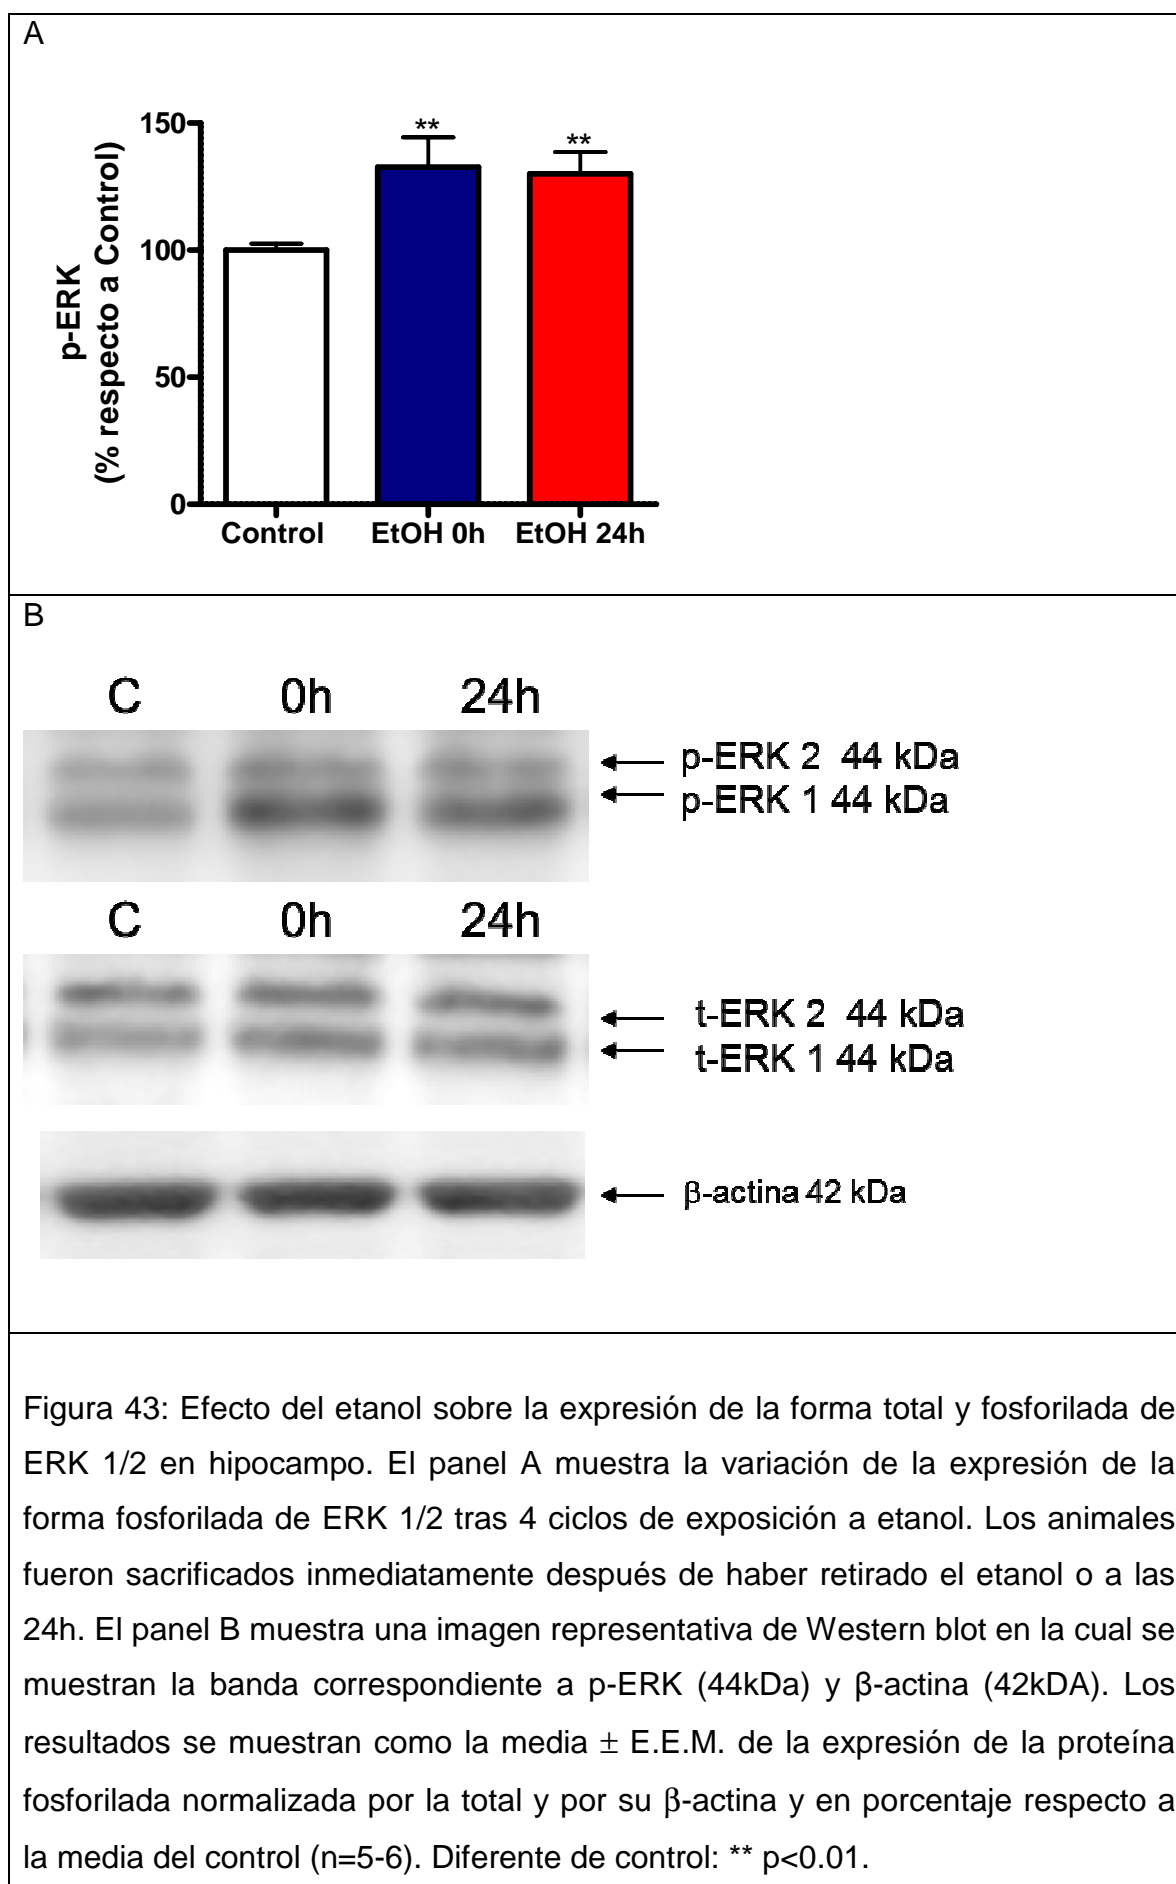 A
150
100
50
0
p-ERK
(% respecto a Control)
**
**
Control EtOH 0h EtOH 24h
B
C 0h 24h
p-ERK 2 44 kDa
p-ERK 1 44 kDa
C 0h 24h
t-ERK 2 44 kDa
t-ERK 1 44 kDa
β-actina 42 kDa
Figura 43: Efecto del etanol sobre la expresión de la forma total y fosforilada de
ERK 1/2 en hipocampo. El panel A muestra la variación de la expresión de la
forma fosforilada de ERK 1/2 tras 4 ciclos de exposición a etanol. Los animales
fueron sacrificados inmediatamente después de haber retirado el etanol o a las
24h. El panel B muestra una imagen representativa de Western blot en la cual se
muestran la banda correspondiente a p-ERK (44kDa) y β-actina (42kDA). Los
resultados se muestran como la media ± E.E.M. de la expresión de la proteína
fosforilada normalizada por la total y por su β-actina y en porcentaje respecto a
la media del control (n=5-6). Diferente de control: ** p<0.01.